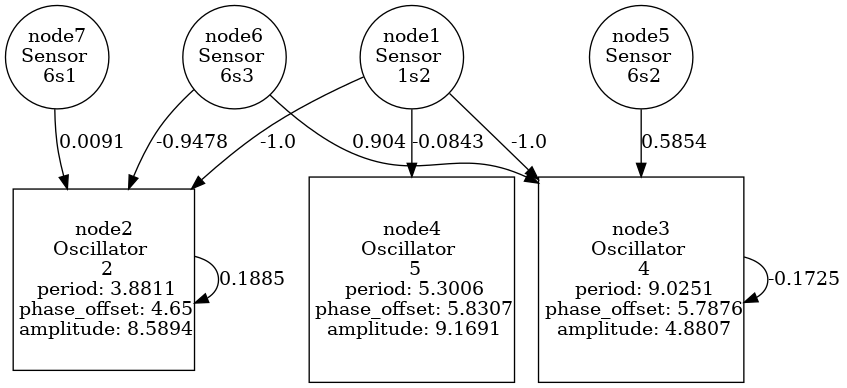 node7
Sensor
6s1
node6
Sensor
6s3
node1
Sensor
1s2
node5
Sensor
6s2
0.0091
-0.9478
-1.0
0.904
-0.0843
-1.0
0.5854
node2
Oscillator
2
period: 3.8811
phase_offset: 4.65
amplitude: 8.5894
0.1885
node4
Oscillator
5
period: 5.3006
phase_offset: 5.8307
amplitude: 9.1691
node3
Oscillator
4
period: 9.0251
phase_offset: 5.7876
amplitude: 4.8807
-0.1725